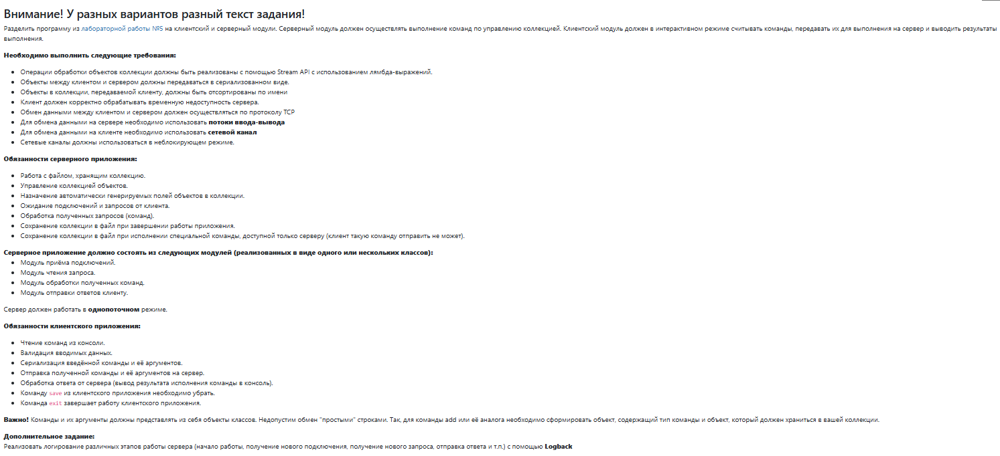 Внимание! У разных вариантов разный текст задания!
Разделить программу из лабораторной работы №5 на клиентский и серверный модули. Серверный модуль должен осуществлять выполнение команд по управлению коллекцией. Клиентский модуль должен в интерактивном режиме считывать команды, передавать их для выполнения на сервер и выводить результаты
выполнения.
Необходимо выполнить следующие требования:
Операции обработки объектов коллекции должны быть реализованы с помощью Stream API с использованием лямбда-выражений.
Объекты между клиентом и сервером должны передаваться в сериализованном виде.
Объекты в коллекции, передаваемой клиенту, должны быть отсортированы по имени
Клиент должен корректно обрабатывать временную недоступность сервера.
Обмен данными между клиентом и сервером должен осуществляться по протоколу TCP
Для обмена данными на сервере необходимо использовать потоки ввода-вывода
Для обмена данными на клиенте необходимо использовать сетевой канал
Сетевые каналы должны использоваться в неблокирующем режиме.
Обязанности серверного приложения:
Работа с файлом, хранящим коллекцию.
Управление коллекцией объектов.
Назначение автоматически генерируемых полей объектов в коллекции.
Ожидание подключений и запросов от клиента.
Обработка полученных запросов (команд).
Сохранение коллекции в файл при завершении работы приложения.
Сохранение коллекции в файл при исполнении специальной команды, доступной только серверу (клиент такую команду отправить не может).
Серверное приложение должно состоять из следующих модулей (реализованных в виде одного или нескольких классов):
Модуль приёма подключений.
Модуль чтения запроса.
Модуль обработки полученных команд.
Модуль отправки ответов клиенту.
Сервер должен работать в однопоточном режиме.
Обязанности клиентского приложения:
Чтение команд из консоли.
Валидация вводимых данных.
Сериализация введённой команды и её аргументов.
Отправка полученной команды и её аргументов на сервер.
Обработка ответа от сервера (вывод результата исполнения команды в консоль).
Команду save из клиентского приложения необходимо убрать.
Команда exit завершает работу клиентского приложения.
Важно! Команды и их аргументы должны представлять из себя объекты классов. Недопустим обмен "простыми" строками. Так, для команды add или её аналога необходимо сформировать объект, содержащий тип команды и объект, который должен храниться в вашей коллекции.
Дополнительное задание:
Реализовать логирование различных этапов работы сервера (начало работы, получение нового подключения, получение нового запроса, отправка ответа и т.п.) с помощью Logback